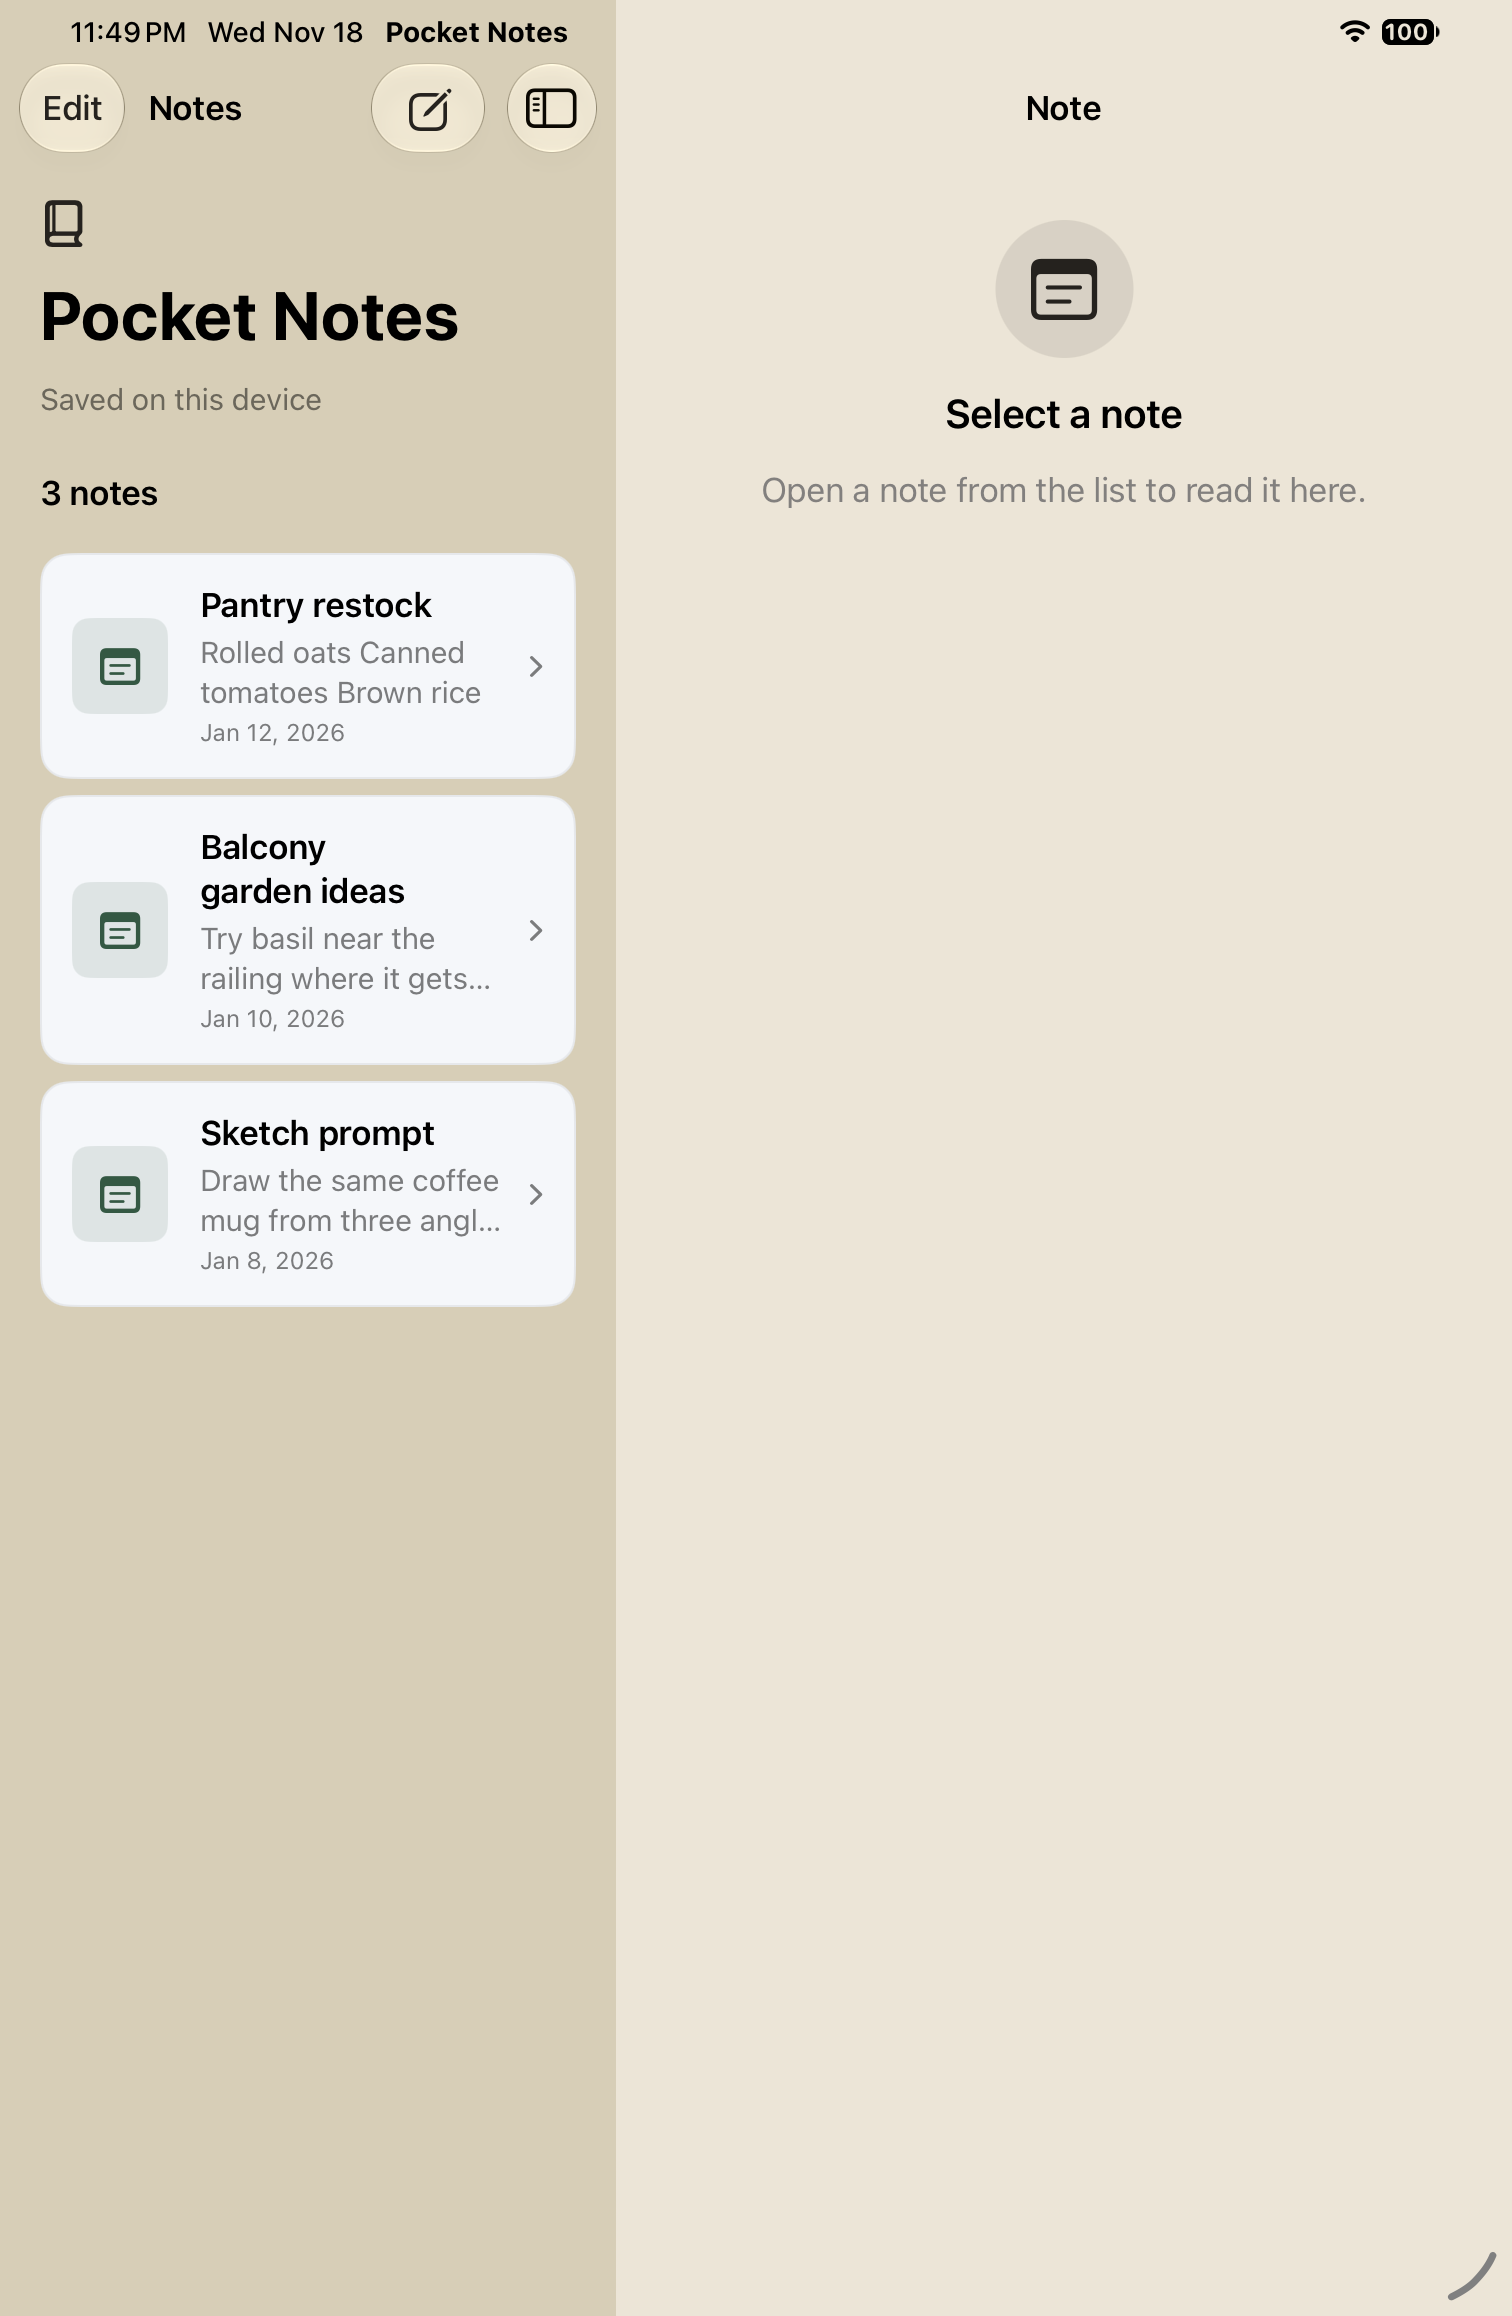 11:49 PM Wed Nov 18 Pocket Notes
100
Edit
Notes
Note
Pocket Notes
Saved on this device
3 notes
Pantry restock
Rolled oats Canned
tomatoes Brown rice
Jan 12, 2026
Balcony
garden ideas
Try basil near the
railing where it gets...
Jan 10, 2026
Sketch prompt
Draw the same coffee
mug from three angl...
Jan 8, 2026
Select a note
Open a note from the list to read it here.